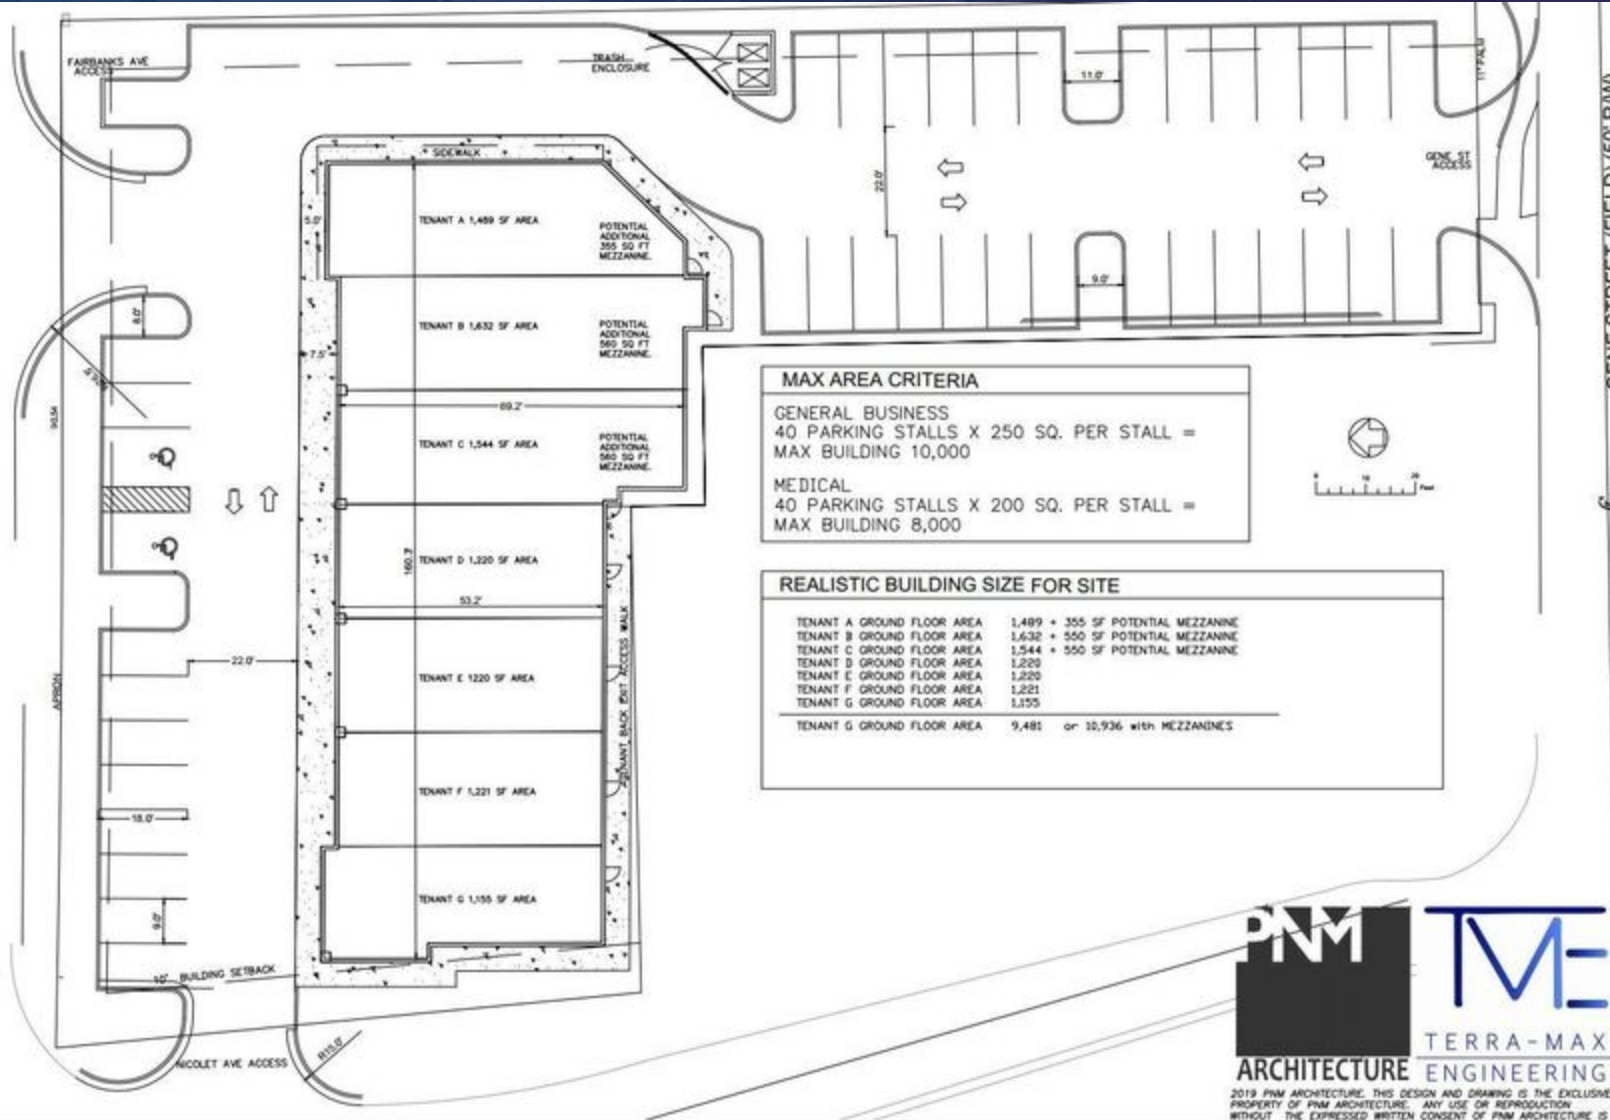 FAIRBANKS AVE
ACCESS
TRASH
ENCLOSURE
11.0'
SIDEWALK
22.0'
GENE ST
ACCESS
5.0'
TENANT A 1,489 SF AREA
POTENTIAL
ADDITIONAL
355 SQ FT
MEZZANINE.
9.0'
8.0'
TENANT B 1,632 SF AREA
POTENTIAL
ADDITIONAL
560 SQ FT
MEZZANINE.
7.5'
69.2'
TENANT C 1,544 SF AREA
POTENTIAL
ADDITIONAL
560 SQ FT
MEZZANINE.
MAX AREA CRITERIA
GENERAL BUSINESS
40 PARKING STALLS X 250 SQ. PER STALL =
MAX BUILDING 10,000
MEDICAL
40 PARKING STALLS X 200 SQ. PER STALL =
MAX BUILDING 8,000
Feet
160.3'
TENANT D 1,220 SF AREA
53.2'
TENANT BACK EXIT ACCESS WALK
22.0'
APRON
TENANT E 1220 SF AREA
REALISTIC BUILDING SIZE FOR SITE
TENANT A GROUND FLOOR AREA 1,489 + 355 SF POTENTIAL MEZZANINE
TENANT B GROUND FLOOR AREA 1,632 + 550 SF POTENTIAL MEZZANINE
TENANT C GROUND FLOOR AREA 1,544 + 550 SF POTENTIAL MEZZANINE
TENANT D GROUND FLOOR AREA 1,220
TENANT E GROUND FLOOR AREA 1,220
TENANT F GROUND FLOOR AREA 1,221
TENANT G GROUND FLOOR AREA 1,155
TENANT G GROUND FLOOR AREA 9,481 or 10,936 with MEZZANINES
TENANT F 1,221 SF AREA
18.0'
TENANT G 1,155 SF AREA
9.0'
10' BUILDING SETBACK
NICOLET AVE ACCESS
R15.0'
PNM
ARCHITECTURE
TME
TERRA-MAX
ENGINEERING
2019 PNM ARCHITECTURE. THIS DESIGN AND DRAWING IS THE EXCLUSIVE
PROPERTY OF PNM ARCHITECTURE. ANY USE OR REPRODUCTION
WITHOUT THE EXPRESSED WRITTEN CONSENT OF PNM ARCHITECTURE IS